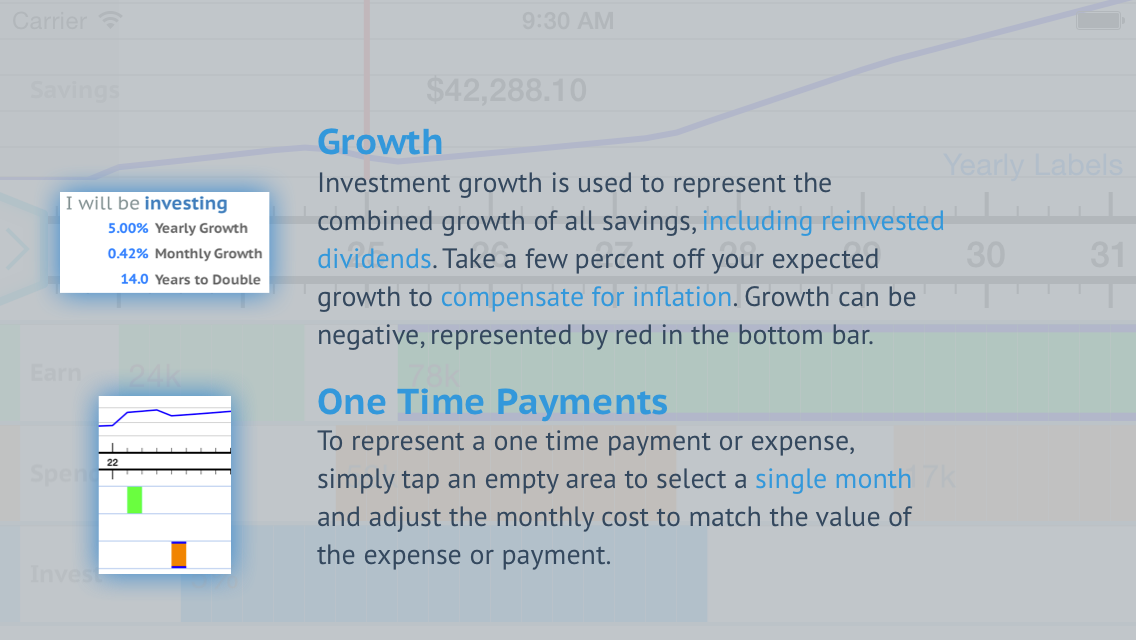 Carrier
9:30 AM
Savings
$42,288.10
Growth
Yearly Labels
Investment growth is used to represent the
combined growth of all savings, including reinvested
dividends. Take a few percent off your expected
growth to compensate for inflation. Growth can be
negative, represented by red in the bottom bar.
I will be investing
5.00% Yearly Growth
0.42% Monthly Growth
14.0 Years to Double
25 26 27 28 29 30 31
Earn
24k
78k
One Time Payments
To represent a one time payment or expense,
simply tap an empty area to select a single month
and adjust the monthly cost to match the value of
the expense or payment.
22
Spend
17k
Invest